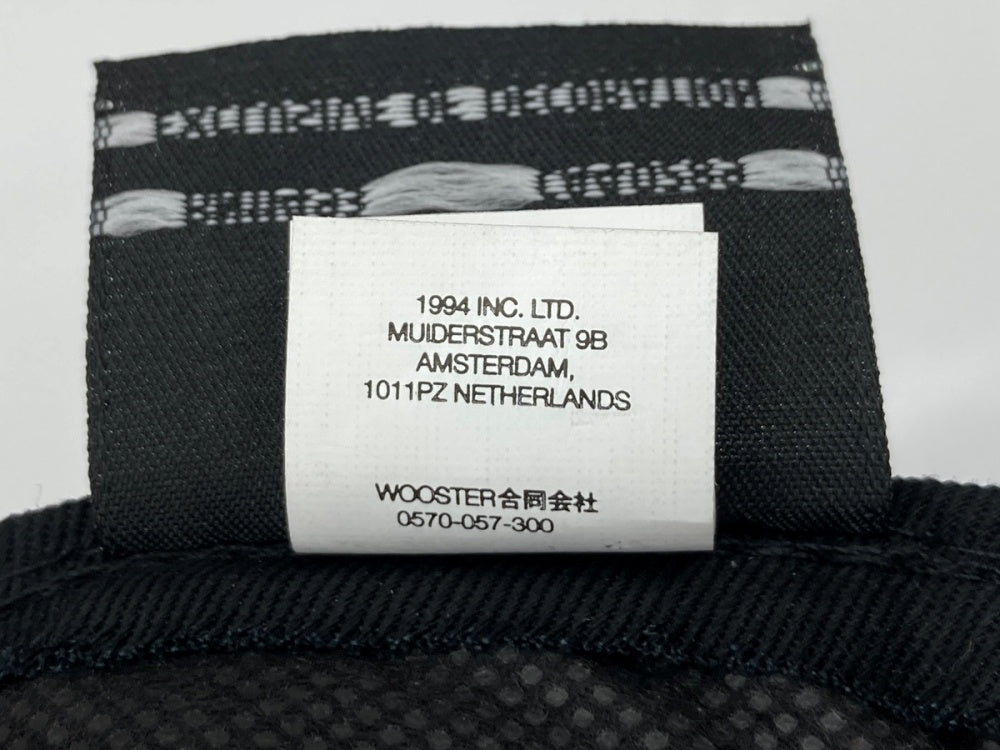 1994 INC. LTD.
MUIDERSTRAAT 9B
AMSTERDAM,
1011PZ NETHERLANDS
WOOSTER合同会社
0570-057-300